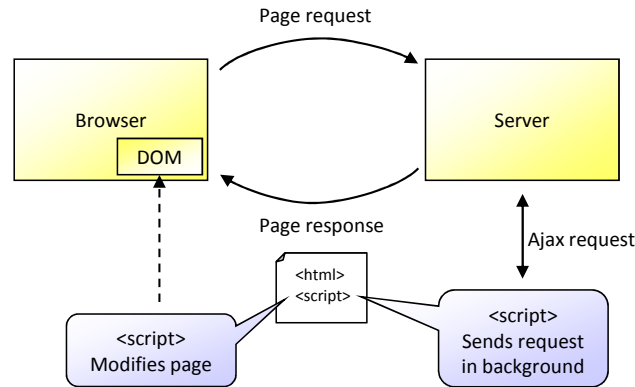 Page request
Browser
DOM
Server
Page response
Ajax request
<html>
<script>
<script>
Modifies page
<script>
Sends request
in background